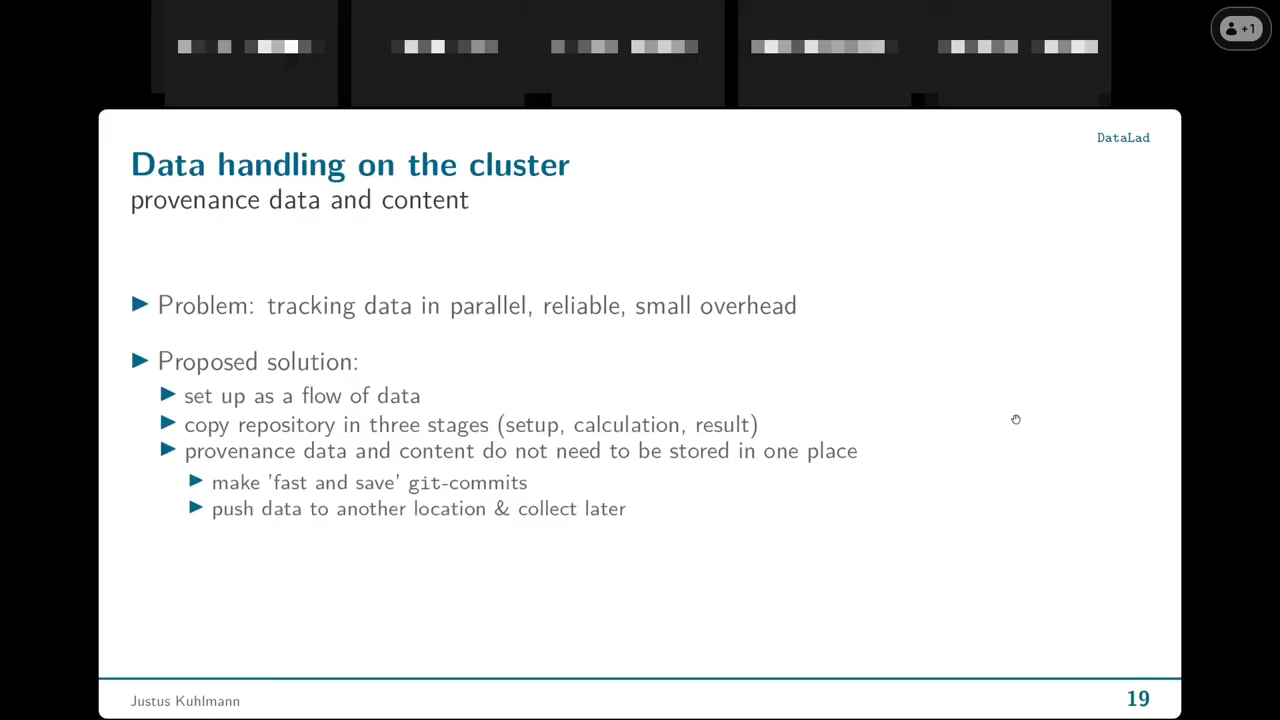 +1
DataLad
Data handling on the cluster
provenance data and content
Problem: tracking data in parallel, reliable, small overhead
Proposed solution:
set up as a flow of data
copy repository in three stages (setup, calculation, result)
provenance data and content do not need to be stored in one place
make 'fast and save' git-commits
push data to another location & collect later
Justus Kuhlmann
19